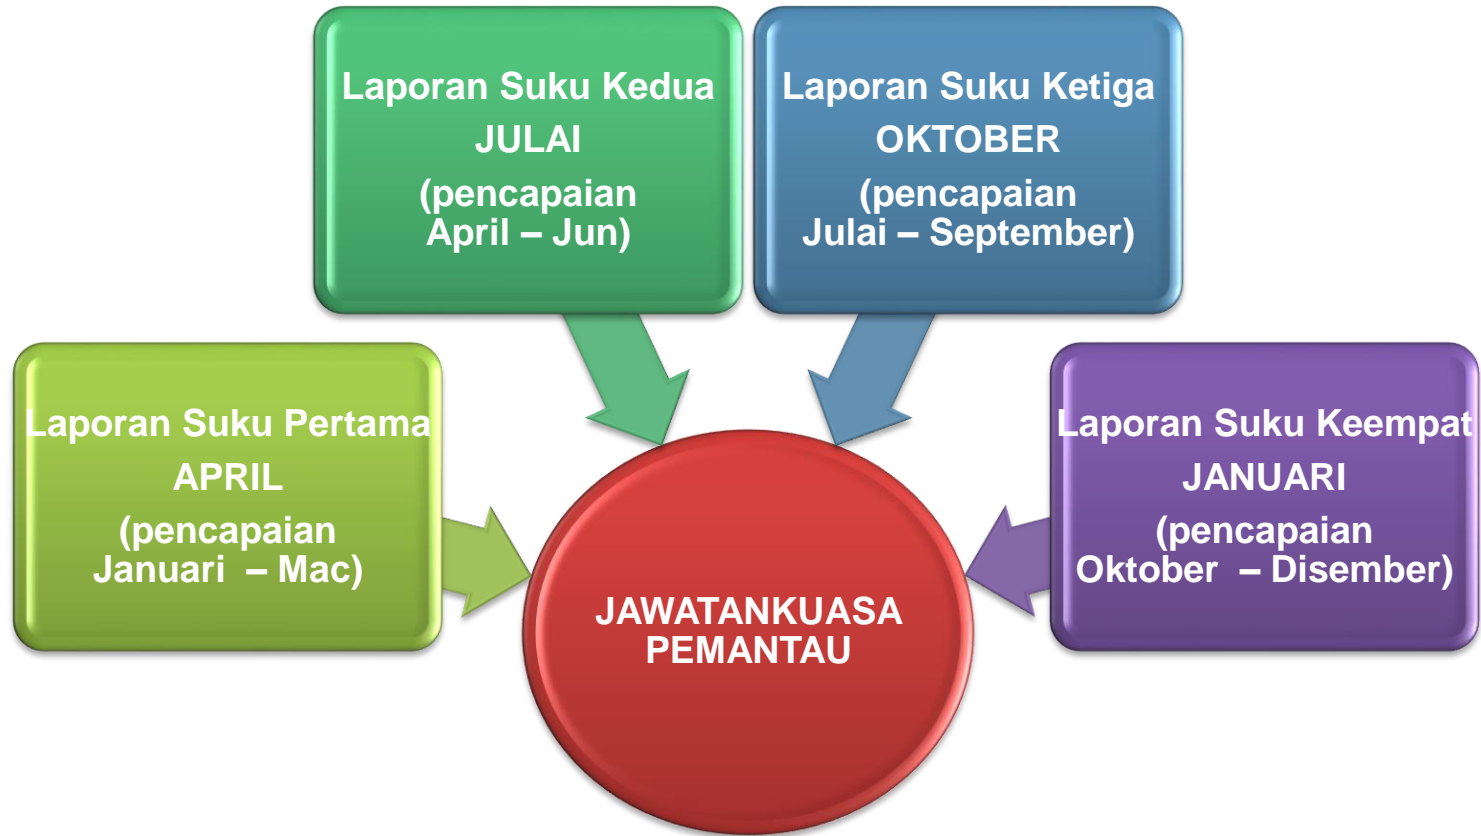 Laporan Suku Kedua
JULAI
(pencapaian
April – Jun)
Laporan Suku Ketiga
OKTOBER
(pencapaian
Julai – September)
Laporan Suku Pertama
APRIL
(pencapaian
Januari – Mac)
Laporan Suku Keempat
JANUARI
(pencapaian
Oktober – Disember)
JAWATANKUASA
PEMANTAU